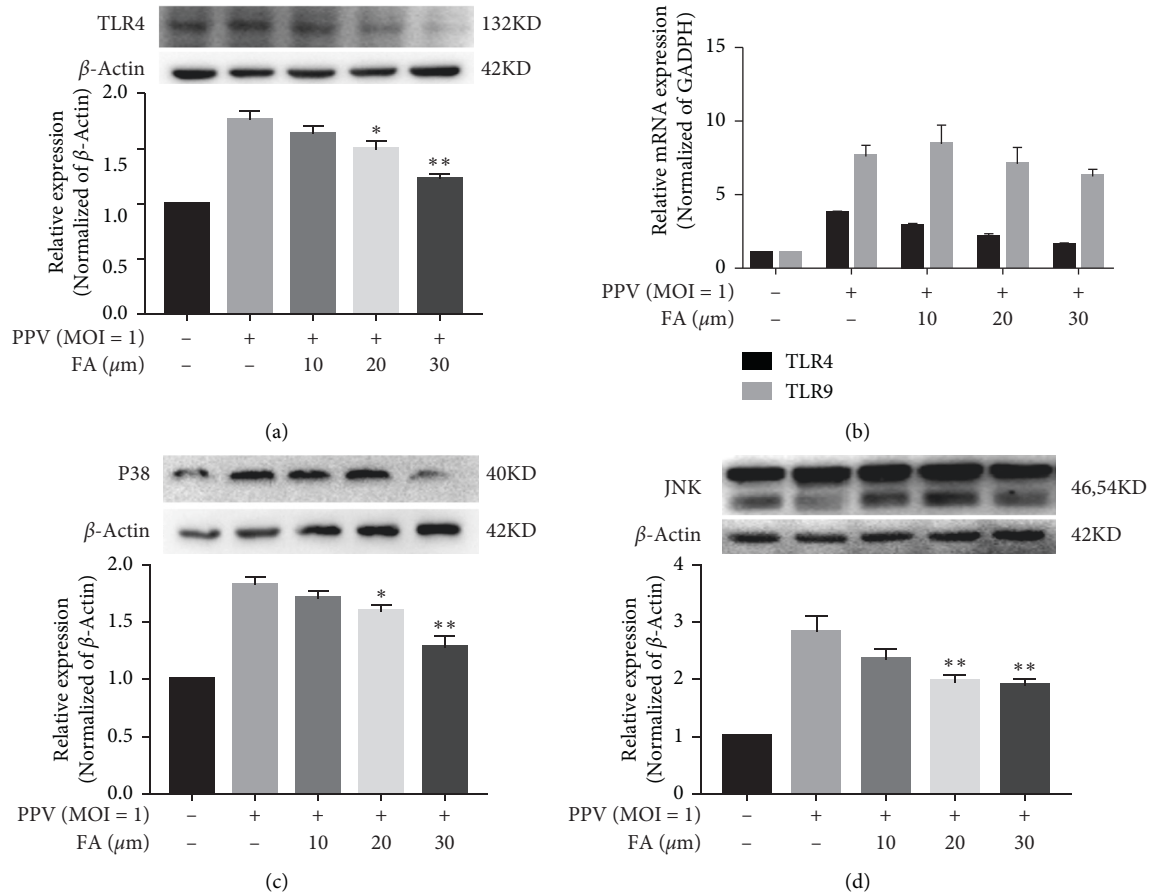 TLR4
132KD
β-Actin
42KD
Relative expression
(Normalized of β-Actin)
2.0
1.5
1.0
0.5
0.0
*
**
PPV (MOI = 1) – + + + +
FA (μm) – – 10 20 30
(a)
Relative mRNA expression
(Normalized of GADPH)
15
10
5
0
PPV (MOI = 1) – + + + +
FA (μm) – – 10 20 30
TLR4
TLR9
(b)
P38
40KD
β-Actin
42KD
Relative expression
(Normalized of β-Actin)
2.0
1.5
1.0
0.5
0.0
*
**
PPV (MOI = 1) – + + + +
FA (μm) – – 10 20 30
(c)
JNK
46,54KD
β-Actin
42KD
Relative expression
(Normalized of β-Actin)
4
3
2
1
0
**
**
PPV (MOI = 1) – + + + +
FA (μm) – – 10 20 30
(d)